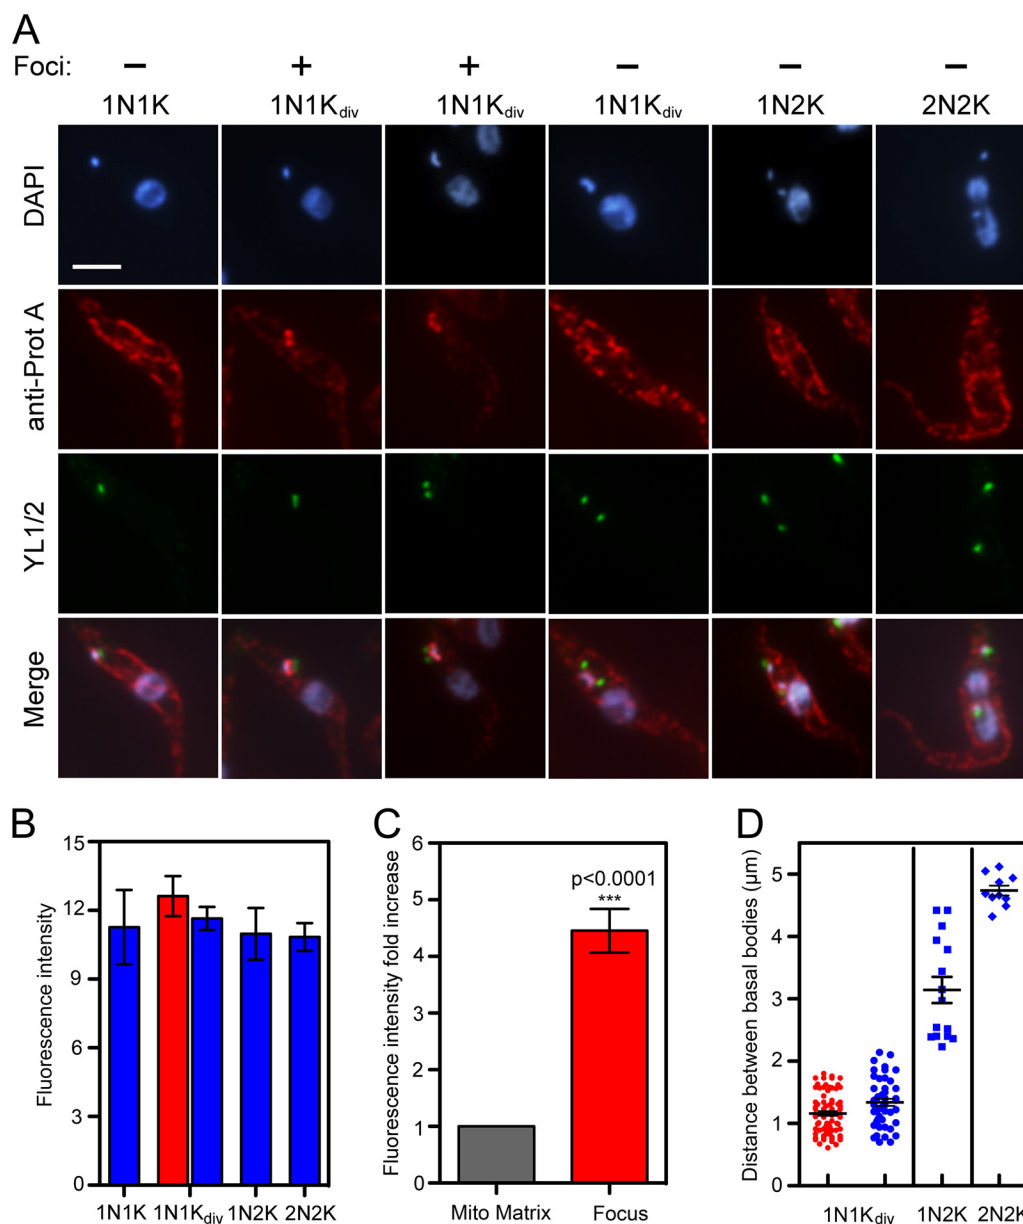 A
Foci: – + + – – –
1N1K 1N1Kdiv 1N1Kdiv 1N1Kdiv 1N2K 2N2K
DAPI
anti-Prot A
YL1/2
Merge
B
Fluorescence intensity
15
12
9
6
3
0
1N1K 1N1Kdiv 1N2K 2N2K
C
Fluorescence intensity fold increase
6
5
4
3
2
1
0
p<0.0001
***
Mito Matrix Focus
D
Distance between basal bodies (µm)
5
4
3
2
1
0
1N1Kdiv 1N2K 2N2K